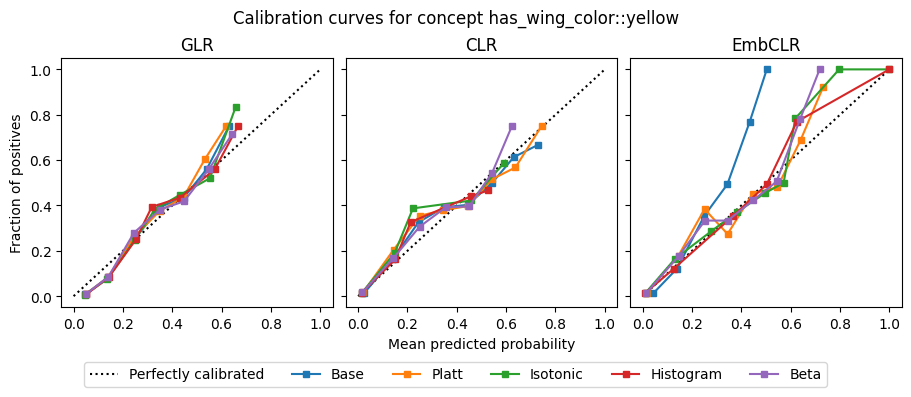 Calibration curves for concept has_wing_color::yellow
GLR
CLR
EmbCLR
Fraction of positives
1.0
0.8
0.6
0.4
0.2
0.0
0.0 0.2 0.4 0.6 0.8 1.0
0.0 0.2 0.4 0.6 0.8 1.0
0.0 0.2 0.4 0.6 0.8 1.0
Mean predicted probability
Perfectly calibrated Base Platt Isotonic Histogram Beta